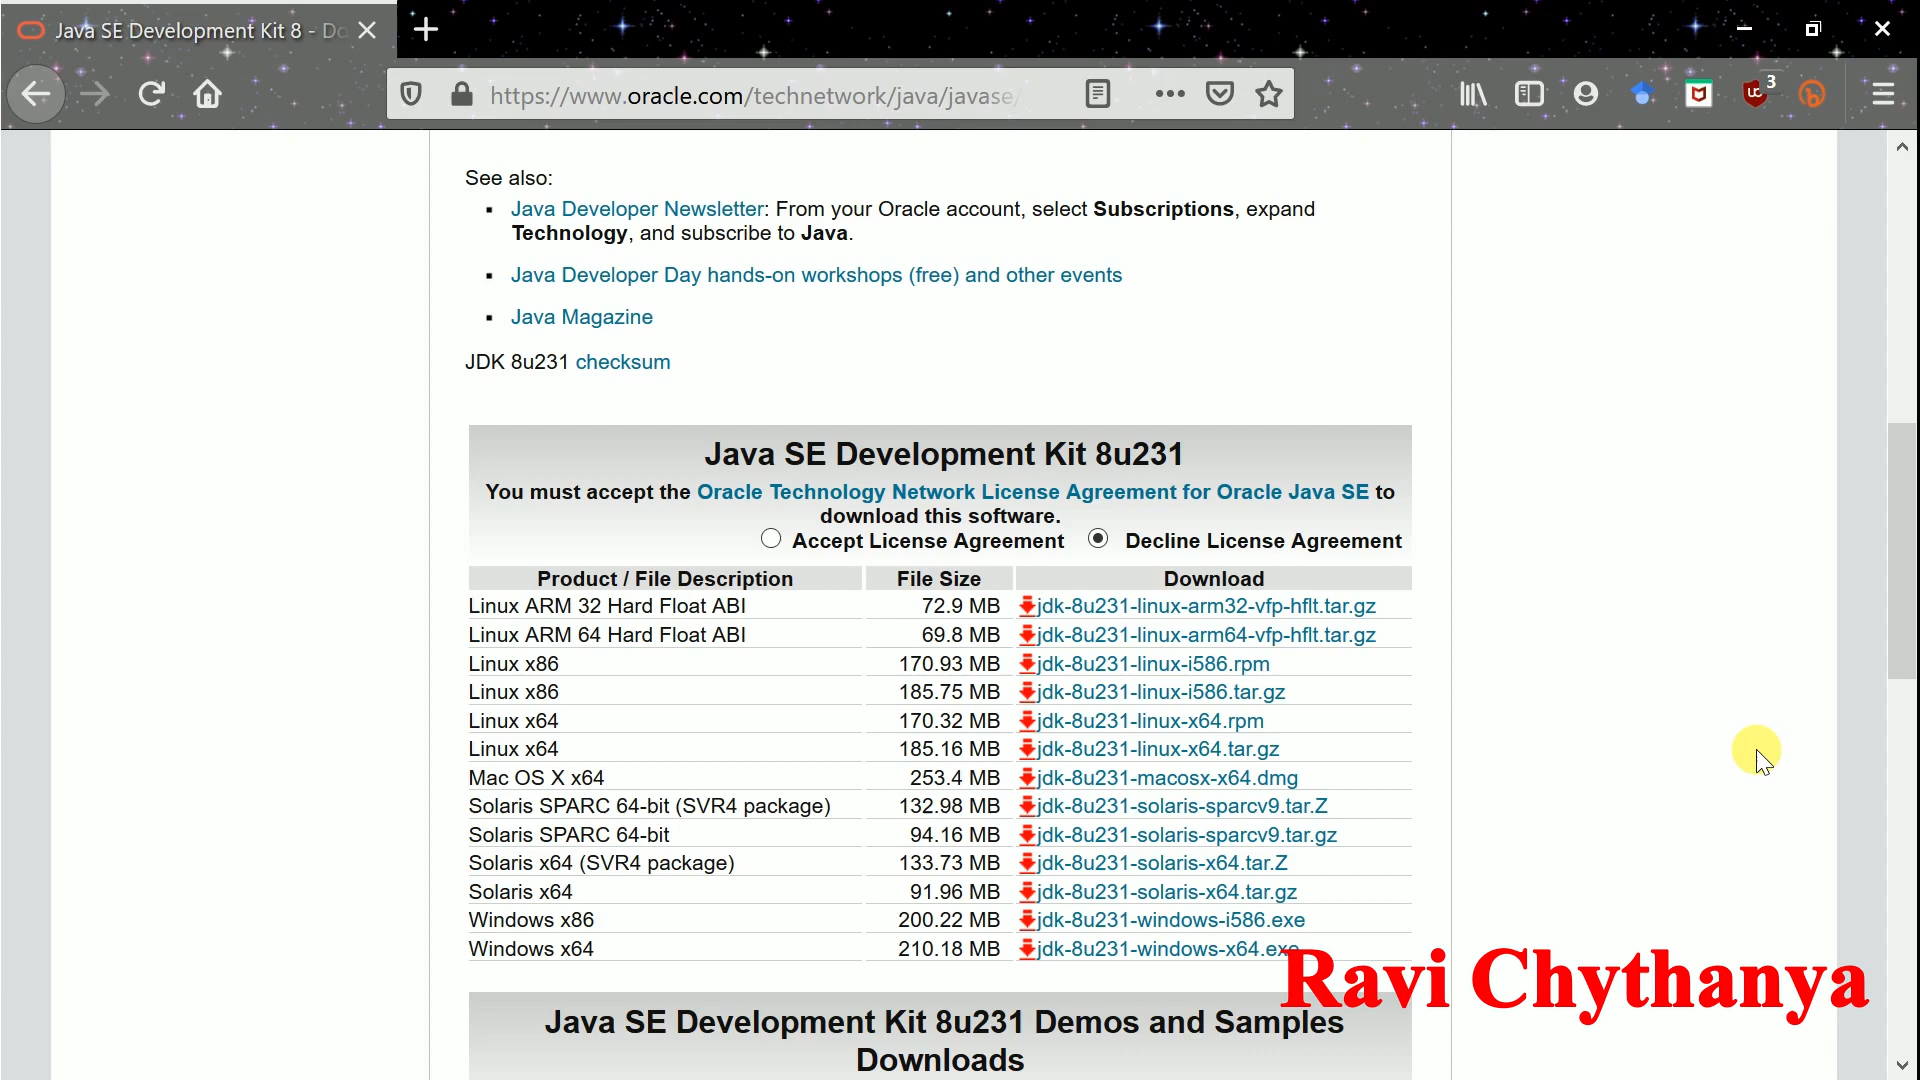 Java SE Development Kit 8 - Do
https://www.oracle.com/technetwork/java/javase/
3
See also:
Java Developer Newsletter: From your Oracle account, select Subscriptions, expand
Technology, and subscribe to Java.
Java Developer Day hands-on workshops (free) and other events
Java Magazine
JDK 8u231 checksum
Java SE Development Kit 8u231
You must accept the Oracle Technology Network License Agreement for Oracle Java SE to
download this software.
Accept License Agreement Decline License Agreement
Product / File Description File Size Download
Linux ARM 32 Hard Float ABI 72.9 MB jdk-8u231-linux-arm32-vfp-hflt.tar.gz
Linux ARM 64 Hard Float ABI 69.8 MB jdk-8u231-linux-arm64-vfp-hflt.tar.gz
Linux x86 170.93 MB jdk-8u231-linux-i586.rpm
Linux x86 185.75 MB jdk-8u231-linux-i586.tar.gz
Linux x64 170.32 MB jdk-8u231-linux-x64.rpm
Linux x64 185.16 MB jdk-8u231-linux-x64.tar.gz
Mac OS X x64 253.4 MB jdk-8u231-macosx-x64.dmg
Solaris SPARC 64-bit (SVR4 package) 132.98 MB jdk-8u231-solaris-sparcv9.tar.Z
Solaris SPARC 64-bit 94.16 MB jdk-8u231-solaris-sparcv9.tar.gz
Solaris x64 (SVR4 package) 133.73 MB jdk-8u231-solaris-x64.tar.Z
Solaris x64 91.96 MB jdk-8u231-solaris-x64.tar.gz
Windows x86 200.22 MB jdk-8u231-windows-i586.exe
Windows x64 210.18 MB jdk-8u231-windows-x64.exe
Ravi Chythanya
Java SE Development Kit 8u231 Demos and Samples
Downloads